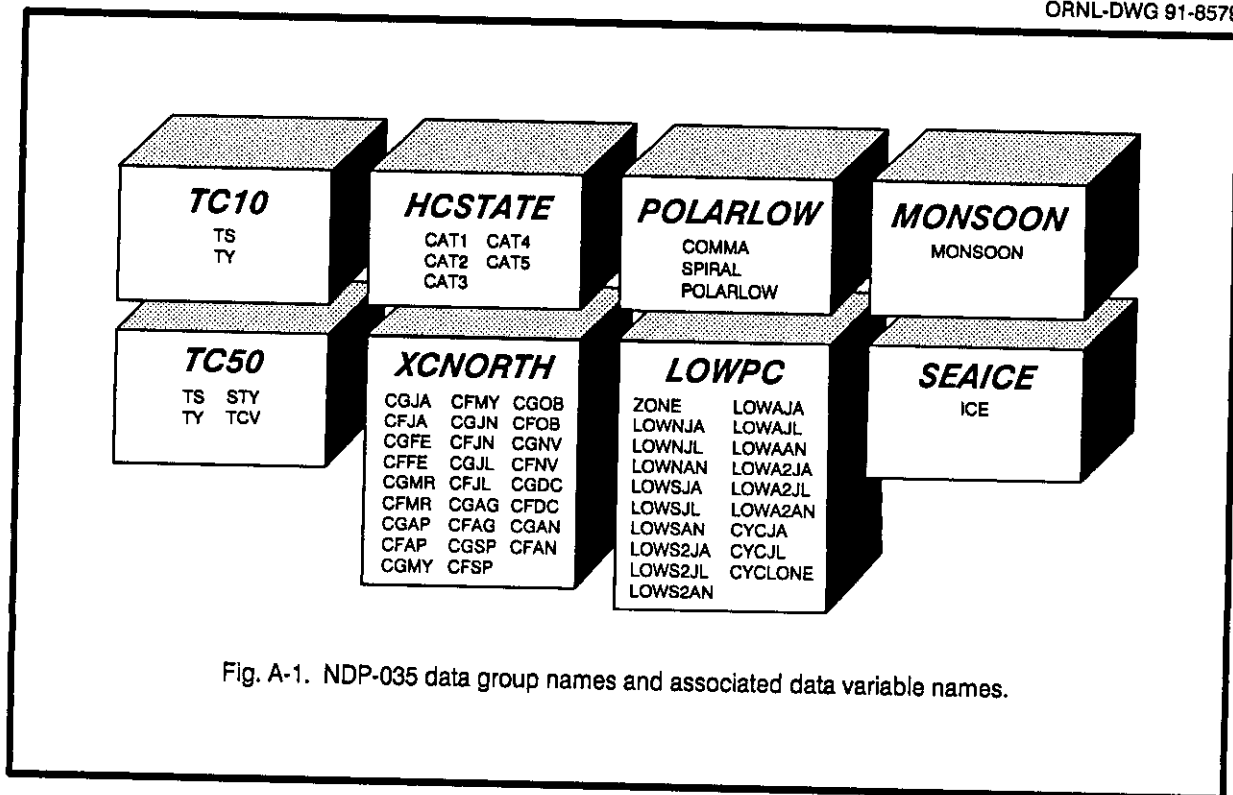 ORNL-DWG 91-8578
TC10
TS
TY
HCSTATE
CAT1 CAT4
CAT2 CAT5
CAT3
POLARLOW
COMMA
SPIRAL
POLARLOW
MONSOON
MONSOON
TC50
TS STY
TY TCV
XCNORTH
CGJA CFMY CGOB
CFJA CGJN CFOB
CGFE CFJN CGNV
CFFE CGJL CFNV
CGMR CFJL CGDC
CFMR CGAG CFDC
CGAP CFAG CGAN
CFAP CGSP CFAN
CGMY CFSP
LOWPC
ZONE LOWAJA
LOWNJA LOWAJL
LOWNJL LOWAAN
LOWNAN LOWA2JA
LOWSJA LOWA2JL
LOWSJL LOWA2AN
LOWSAN CYCJA
LOWS2JA CYCJL
LOWS2JL CYCLONE
LOWS2AN
SEAICE
ICE
Fig. A-1. NDP-035 data group names and associated data variable names.